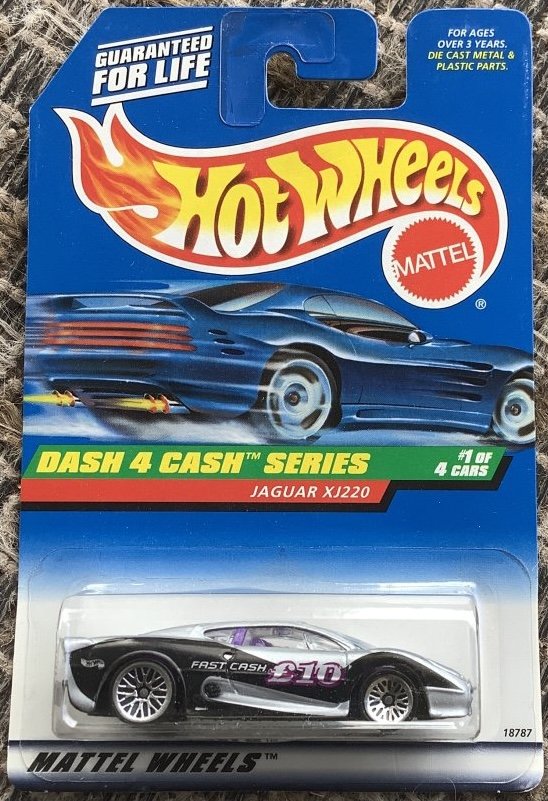 GUARANTEED
FOR LIFE
FOR AGES
OVER 3 YEARS.
DIE CAST METAL &
PLASTIC PARTS.
HOT WHEELS
MATTEL
®
DASH 4 CASH™ SERIES
#1 OF
4 CARS
JAGUAR XJ220
FAST CASH
£10
18787
MATTEL WHEELS™